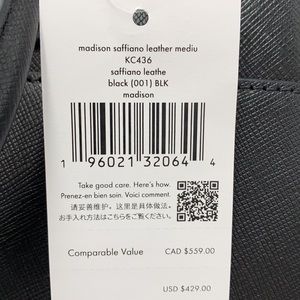 madison saffiano leather mediu
KC436
saffiano leathe
black (001) BLK
madison
1 96021 32064 4
Take good care. Here's how.
Prenez-en bien soin. Voici comment.
请妥善维护，这里是具体做法。
お手入れ方法はこちらをご覧ください。
Comparable Value CAD $559.00
USD $429.00